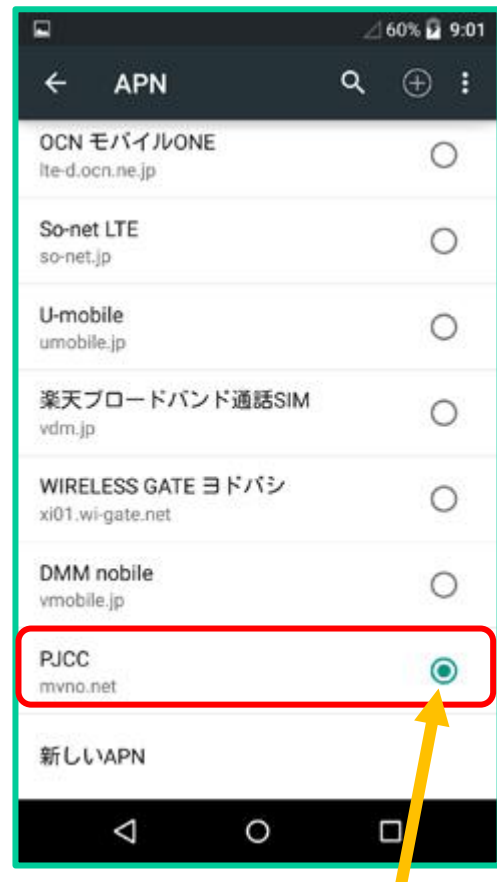 60% 9:01
APN
OCN モバイルONE
lte-d.ocn.ne.jp
So-net LTE
so-net.jp
U-mobile
umobile.jp
楽天ブロードバンド通話SIM
vdm.jp
WIRELESS GATE ヨドバシ
xi01.wi-gate.net
DMM nobile
vmobile.jp
PJCC
mvno.net
新しいAPN